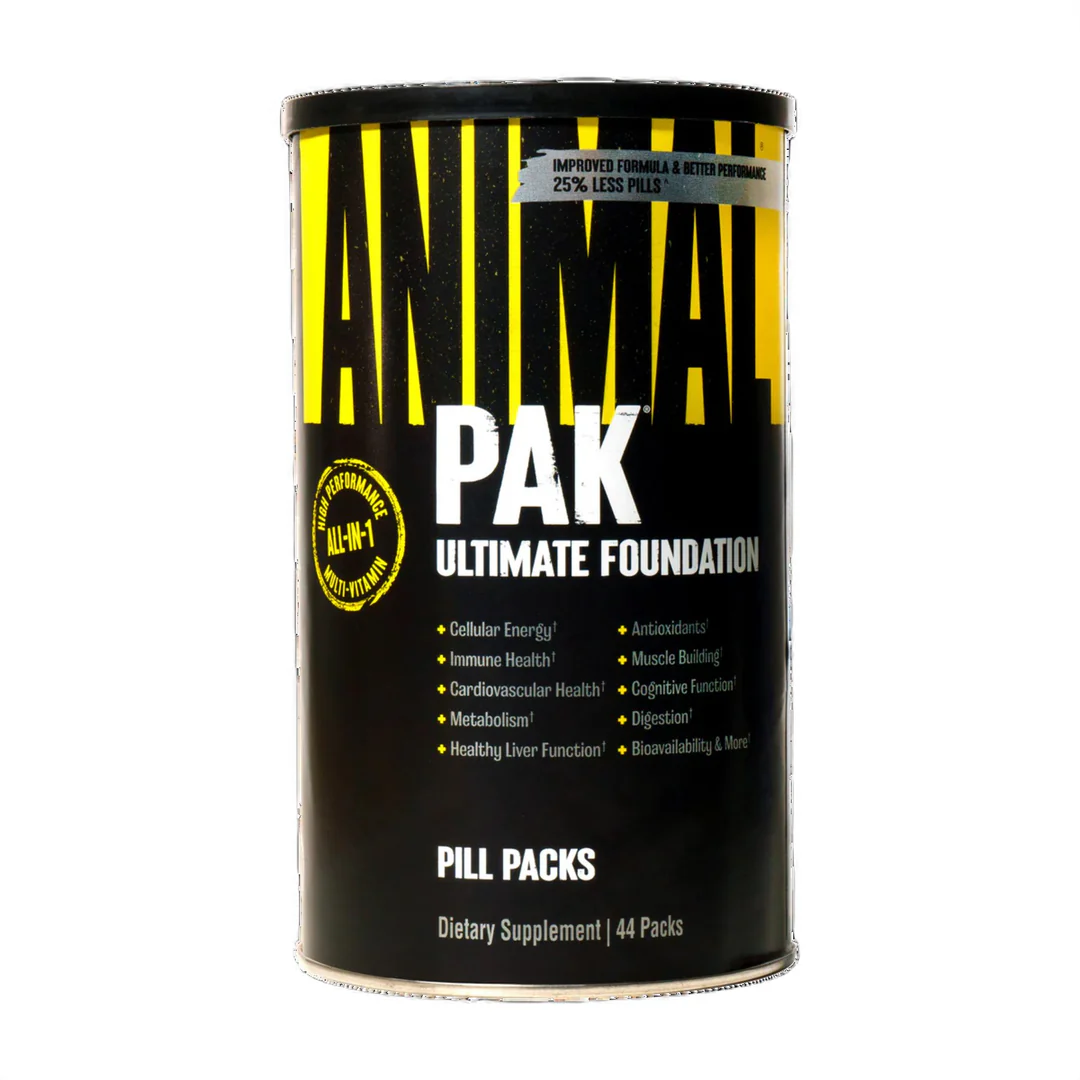 ANIMAL®
IMPROVED FORMULA & BETTER PERFORMANCE
25% LESS PILLS^
PAK®
ULTIMATE FOUNDATION
HIGH PERFORMANCE
ALL-IN-1
MULTI-VITAMIN
+ Cellular Energy†
+ Immune Health†
+ Cardiovascular Health†
+ Metabolism†
+ Healthy Liver Function†
+ Antioxidants†
+ Muscle Building†
+ Cognitive Function†
+ Digestion†
+ Bioavailability & More†
PILL PACKS
Dietary Supplement | 44 Packs